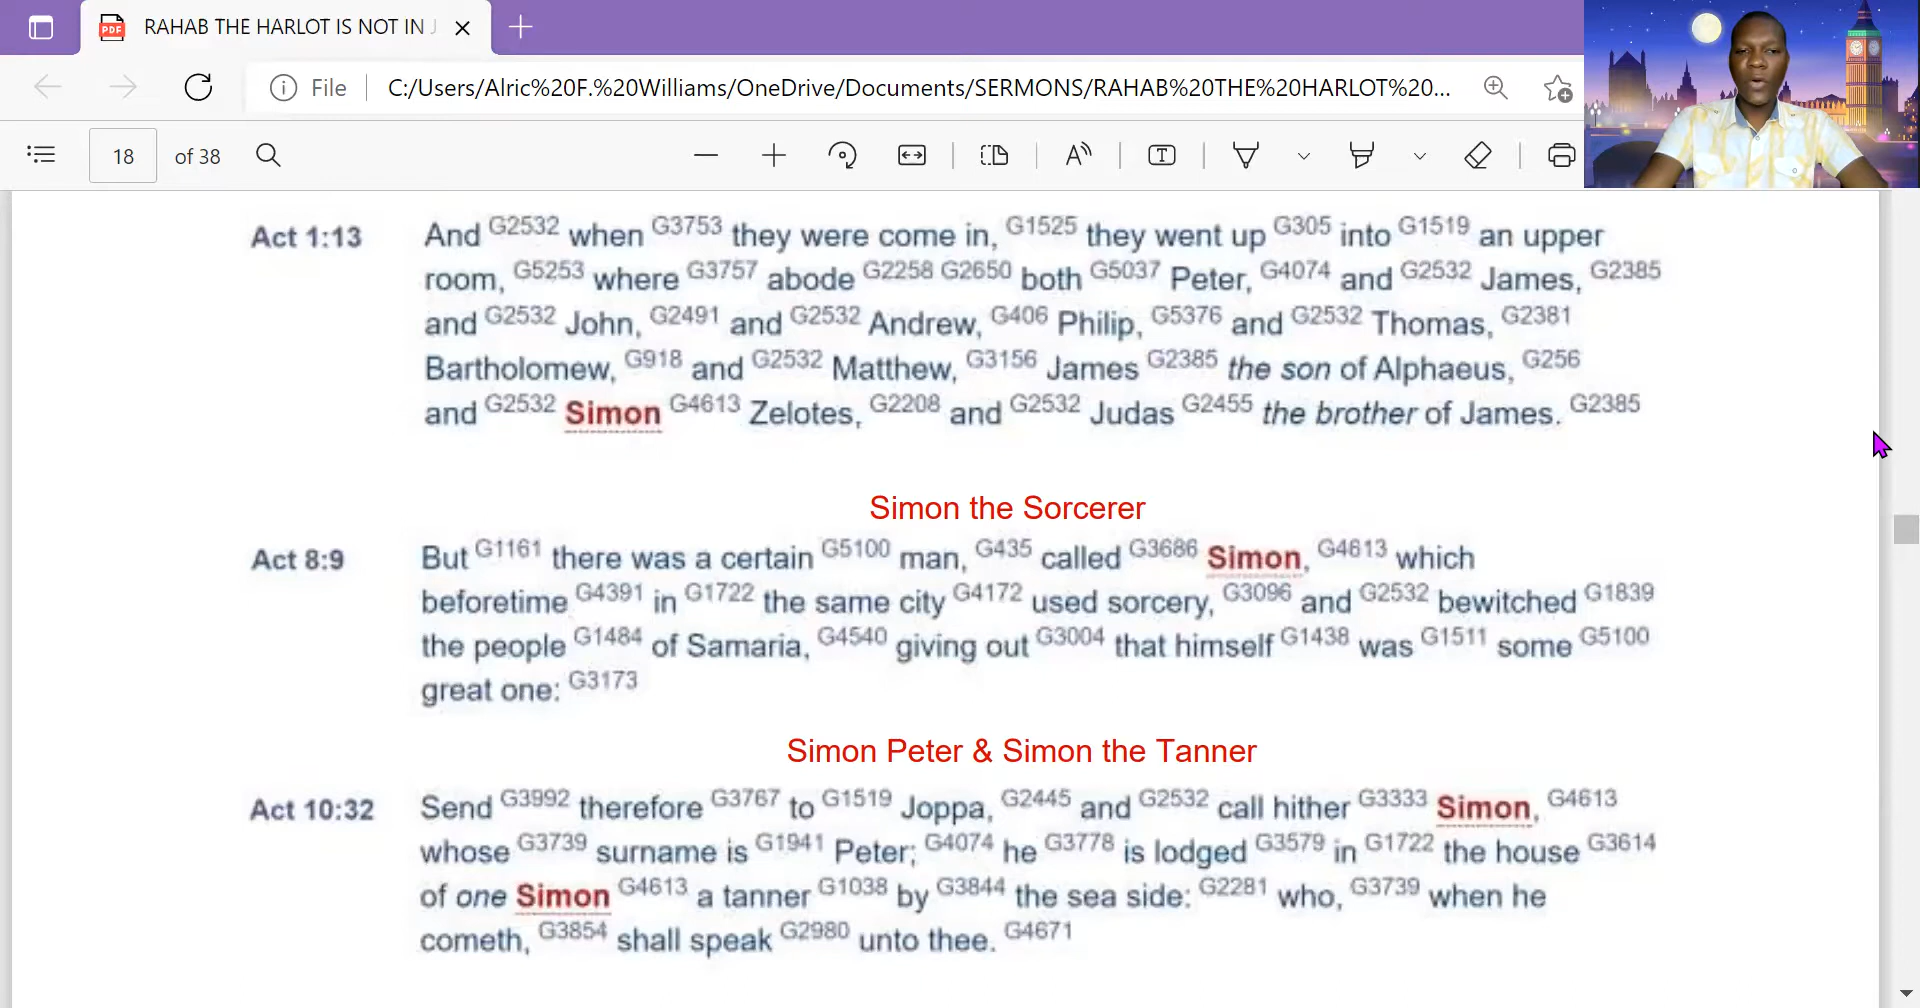 RAHAB THE HARLOT IS NOT IN J
File
C:/Users/Alric%20F.%20Williams/OneDrive/Documents/SERMONS/RAHAB%20THE%20HARLOT%20...
18 of 38
Act 1:13 And G2532 when G3753 they were come in, G1525 they went up G305 into G1519 an upper
room, G5253 where G3757 abode G2258 G2650 both G5037 Peter, G4074 and G2532 James, G2385
and G2532 John, G2491 and G2532 Andrew, G406 Philip, G5376 and G2532 Thomas, G2381
Bartholomew, G918 and G2532 Matthew, G3156 James G2385 the son of Alphaeus, G256
and G2532 Simon G4613 Zelotes, G2208 and G2532 Judas G2455 the brother of James. G2385
Simon the Sorcerer
Act 8:9 But G1161 there was a certain G5100 man, G435 called G3686 Simon, G4613 which
beforetime G4391 in G1722 the same city G4172 used sorcery, G3096 and G2532 bewitched G1839
the people G1484 of Samaria, G4540 giving out G3004 that himself G1438 was G1511 some G5100
great one: G3173
Simon Peter & Simon the Tanner
Act 10:32 Send G3992 therefore G3767 to G1519 Joppa, G2445 and G2532 call hither G3333 Simon, G4613
whose G3739 surname is G1941 Peter; G4074 he G3778 is lodged G3579 in G1722 the house G3614
of one Simon G4613 a tanner G1038 by G3844 the sea side: G2281 who, G3739 when he
cometh, G3854 shall speak G2980 unto thee. G4671